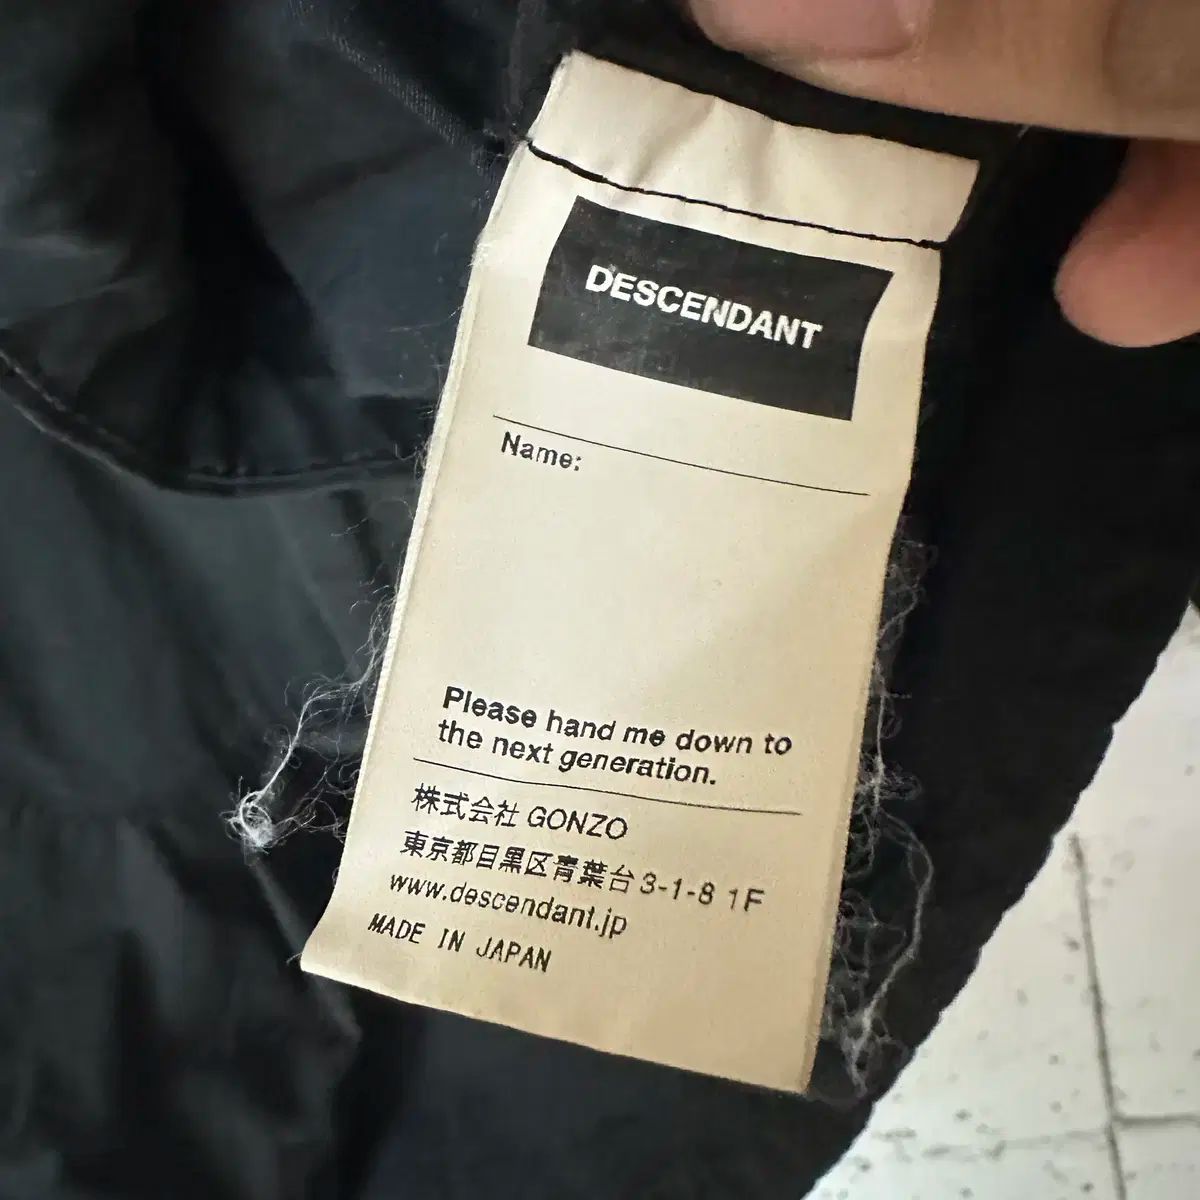 DESCENDANT
Name:
Please hand me down to
the next generation.
株式会社 GONZO
東京都目黒区青葉台3-1-8 1F
www.descendant.jp
MADE IN JAPAN